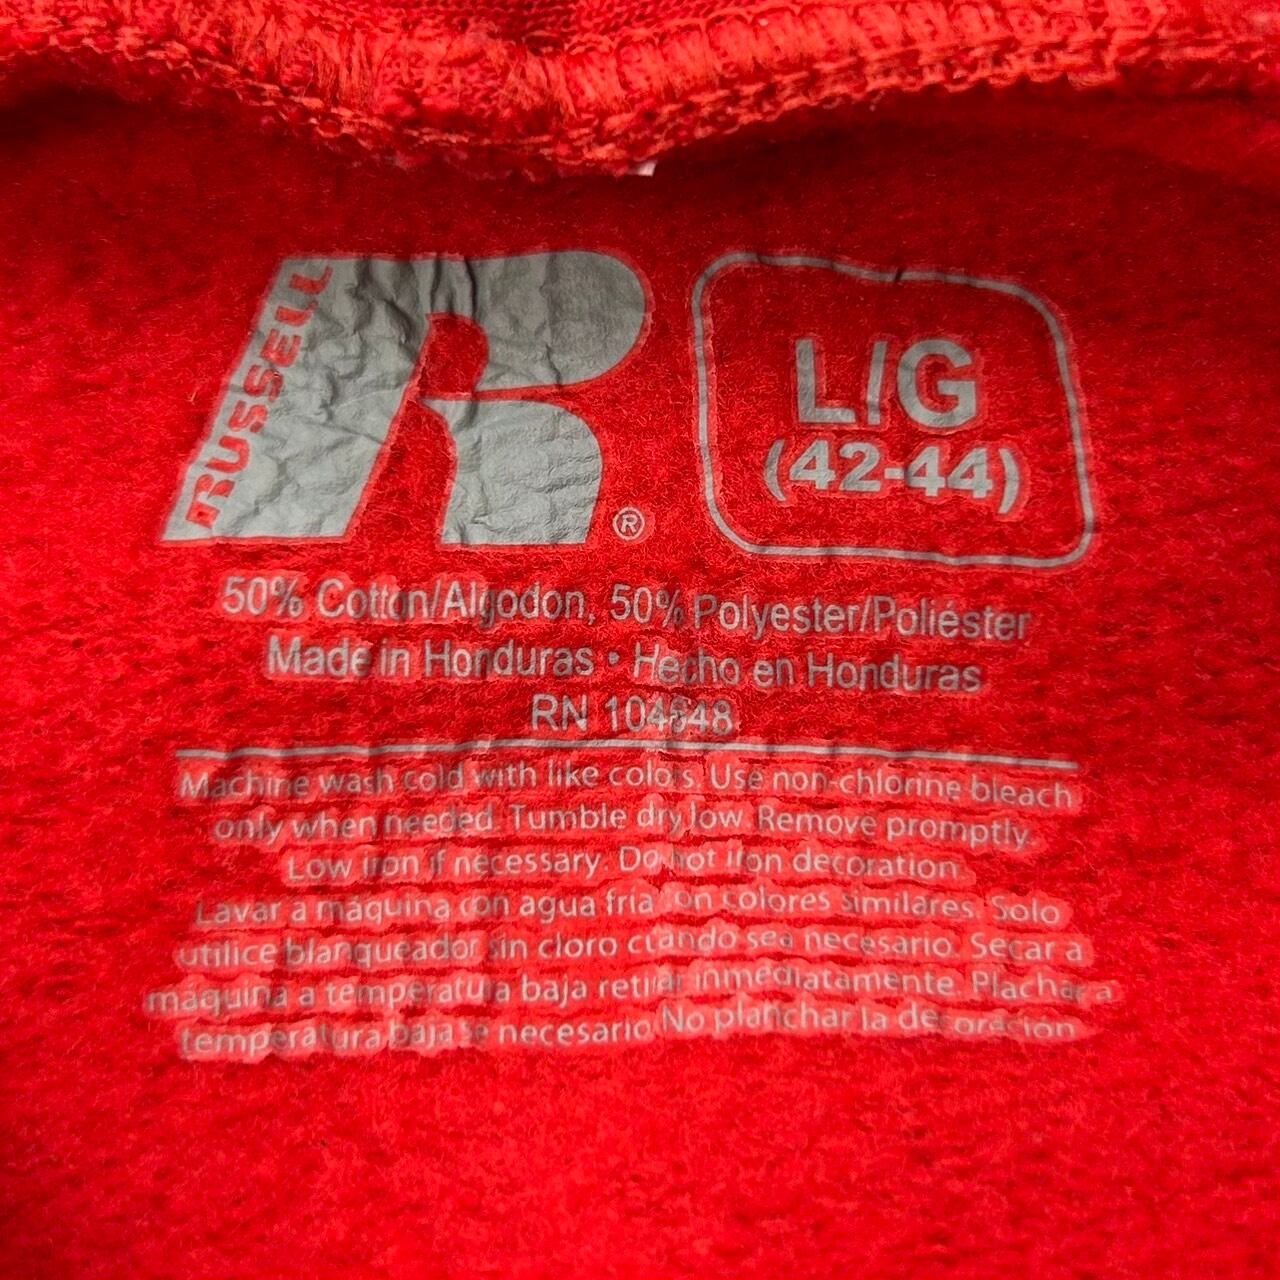 RUSSELL
R
®
L/G
(42-44)
50% Cotton/Algodon, 50% Polyester/Poliéster
Made in Honduras • Hecho en Honduras
RN 104648
Machine wash cold with like colors. Use non-chlorine bleach
only when needed. Tumble dry low. Remove promptly.
Low iron if necessary. Do not iron decoration.
Lavar a máquina con agua fria con colores similares. Solo
utilice blanqueador sin cloro cuando sea necesario. Secar a
máquina a temperatura baja retirar inmediatamente. Planchar a
temperatura baja se necesario. No planchar la decoracion.